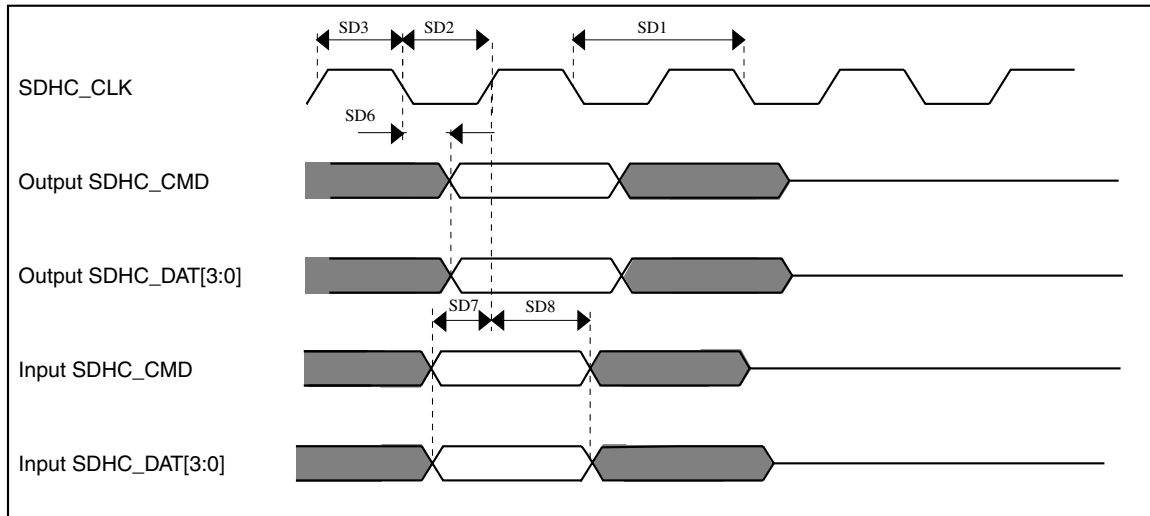 SD3 SD2 SD1
SDHC_CLK
SD6
Output SDHC_CMD
Output SDHC_DAT[3:0]
SD7 SD8
Input SDHC_CMD
Input SDHC_DAT[3:0]